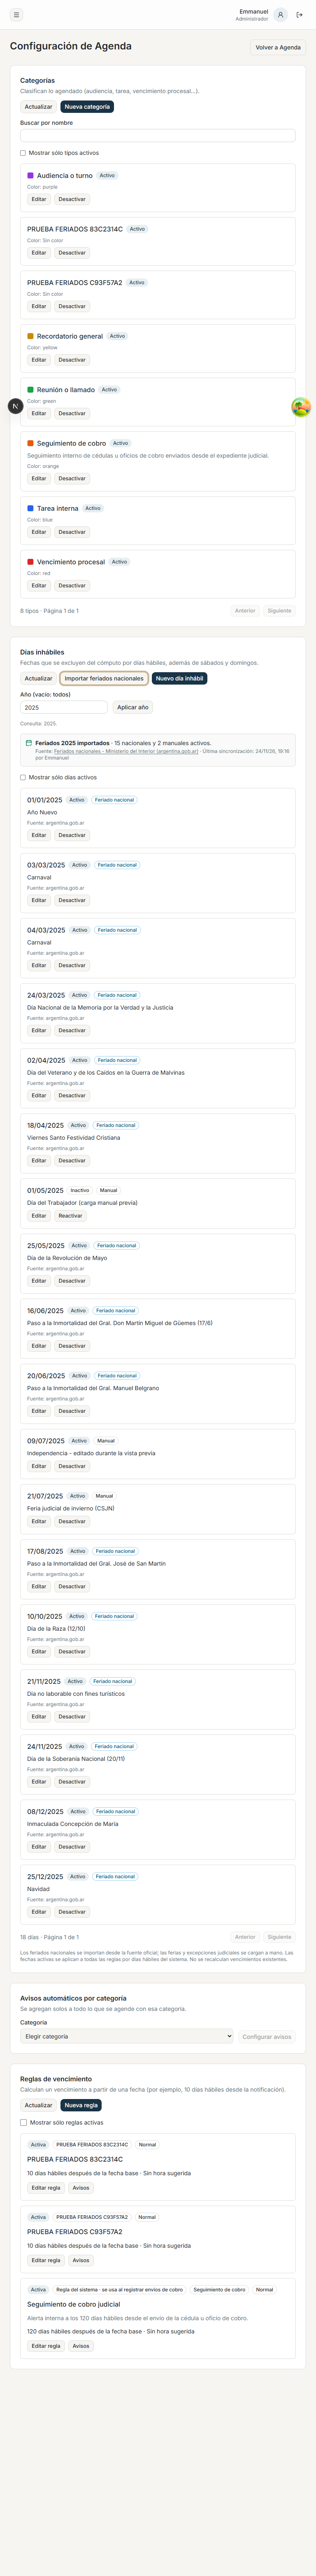 Emmanuel
Administrador
Configuración de Agenda
Volver a Agenda
Categorías
Clasifican lo agendado (audiencia, tarea, vencimiento procesal...).
Actualizar
Nueva categoría
Buscar por nombre
Mostrar sólo tipos activos
Audiencia o turno Activo
Color: purple
Editar Desactivar
PRUEBA FERIADOS 83C2314C Activo
Color: Sin color
Editar Desactivar
PRUEBA FERIADOS C93F57A2 Activo
Color: Sin color
Editar Desactivar
Recordatorio general Activo
Color: yellow
Editar Desactivar
Reunión o llamado Activo
Color: green
Editar Desactivar
N
Seguimiento de cobro Activo
Seguimiento interno de cédulas u oficios de cobro enviados desde el expediente judicial.
Color: orange
Editar Desactivar
Tarea interna Activo
Color: blue
Editar Desactivar
Vencimiento procesal Activo
Color: red
Editar Desactivar
8 tipos · Página 1 de 1 Anterior Siguiente
Días inhábiles
Fechas que se excluyen del cómputo por días hábiles, además de sábados y domingos.
Actualizar Importar feriados nacionales Nuevo día inhábil
Año (vacío: todos)
2025 Aplicar año
Consulta: 2025.
Feriados 2025 importados · 15 nacionales y 2 manuales activos.
Fuente: Feriados nacionales - Ministerio del Interior (argentina.gob.ar) · Última sincronización: 24/11/26, 19:16
por Emmanuel
Mostrar sólo días activos
01/01/2025 Activo Feriado nacional
Año Nuevo
Fuente: argentina.gob.ar
Editar Desactivar
03/03/2025 Activo Feriado nacional
Carnaval
Fuente: argentina.gob.ar
Editar Desactivar
04/03/2025 Activo Feriado nacional
Carnaval
Fuente: argentina.gob.ar
Editar Desactivar
24/03/2025 Activo Feriado nacional
Día Nacional de la Memoria por la Verdad y la Justicia
Fuente: argentina.gob.ar
Editar Desactivar
02/04/2025 Activo Feriado nacional
Día del Veterano y de los Caídos en la Guerra de Malvinas
Fuente: argentina.gob.ar
Editar Desactivar
18/04/2025 Activo Feriado nacional
Viernes Santo Festividad Cristiana
Fuente: argentina.gob.ar
Editar Desactivar
01/05/2025 Inactivo Manual
Día del Trabajador (carga manual previa)
Editar Reactivar
25/05/2025 Activo Feriado nacional
Día de la Revolución de Mayo
Fuente: argentina.gob.ar
Editar Desactivar
16/06/2025 Activo Feriado nacional
Paso a la Inmortalidad del Gral. Don Martín Miguel de Güemes (17/6)
Fuente: argentina.gob.ar
Editar Desactivar
20/06/2025 Activo Feriado nacional
Paso a la Inmortalidad del Gral. Manuel Belgrano
Fuente: argentina.gob.ar
Editar Desactivar
09/07/2025 Activo Manual
Independencia - editado durante la vista previa
Editar Desactivar
21/07/2025 Activo Manual
Feria judicial de invierno (CSJN)
Editar Desactivar
17/08/2025 Activo Feriado nacional
Paso a la Inmortalidad del Gral. José de San Martín
Fuente: argentina.gob.ar
Editar Desactivar
10/10/2025 Activo Feriado nacional
Día de la Raza (12/10)
Fuente: argentina.gob.ar
Editar Desactivar
21/11/2025 Activo Feriado nacional
Día no laborable con fines turísticos
Fuente: argentina.gob.ar
Editar Desactivar
24/11/2025 Activo Feriado nacional
Día de la Soberanía Nacional (20/11)
Fuente: argentina.gob.ar
Editar Desactivar
08/12/2025 Activo Feriado nacional
Inmaculada Concepción de María
Fuente: argentina.gob.ar
Editar Desactivar
25/12/2025 Activo Feriado nacional
Navidad
Fuente: argentina.gob.ar
Editar Desactivar
18 días · Página 1 de 1 Anterior Siguiente
Los feriados nacionales se importan desde la fuente oficial; las ferias y excepciones judiciales se cargan a mano. Las
fechas activas se aplican a todas las reglas por días hábiles del sistema. No se recalculan vencimientos existentes.
Avisos automáticos por categoría
Se agregan solos a todo lo que se agende con esa categoría.
Categoría
Elegir categoría Configurar avisos
Reglas de vencimiento
Calculan un vencimiento a partir de una fecha (por ejemplo, 10 días hábiles desde la notificación).
Actualizar Nueva regla
Mostrar sólo reglas activas
Activa PRUEBA FERIADOS 83C2314C Normal
PRUEBA FERIADOS 83C2314C
10 días hábiles después de la fecha base · Sin hora sugerida
Editar regla Avisos
Activa PRUEBA FERIADOS C93F57A2 Normal
PRUEBA FERIADOS C93F57A2
10 días hábiles después de la fecha base · Sin hora sugerida
Editar regla Avisos
Activa Regla del sistema · se usa al registrar envíos de cobro Seguimiento de cobro Normal
Seguimiento de cobro judicial
Alerta interna a los 120 días hábiles desde el envío de la cédula u oficio de cobro.
120 días hábiles después de la fecha base · Sin hora sugerida
Editar regla Avisos